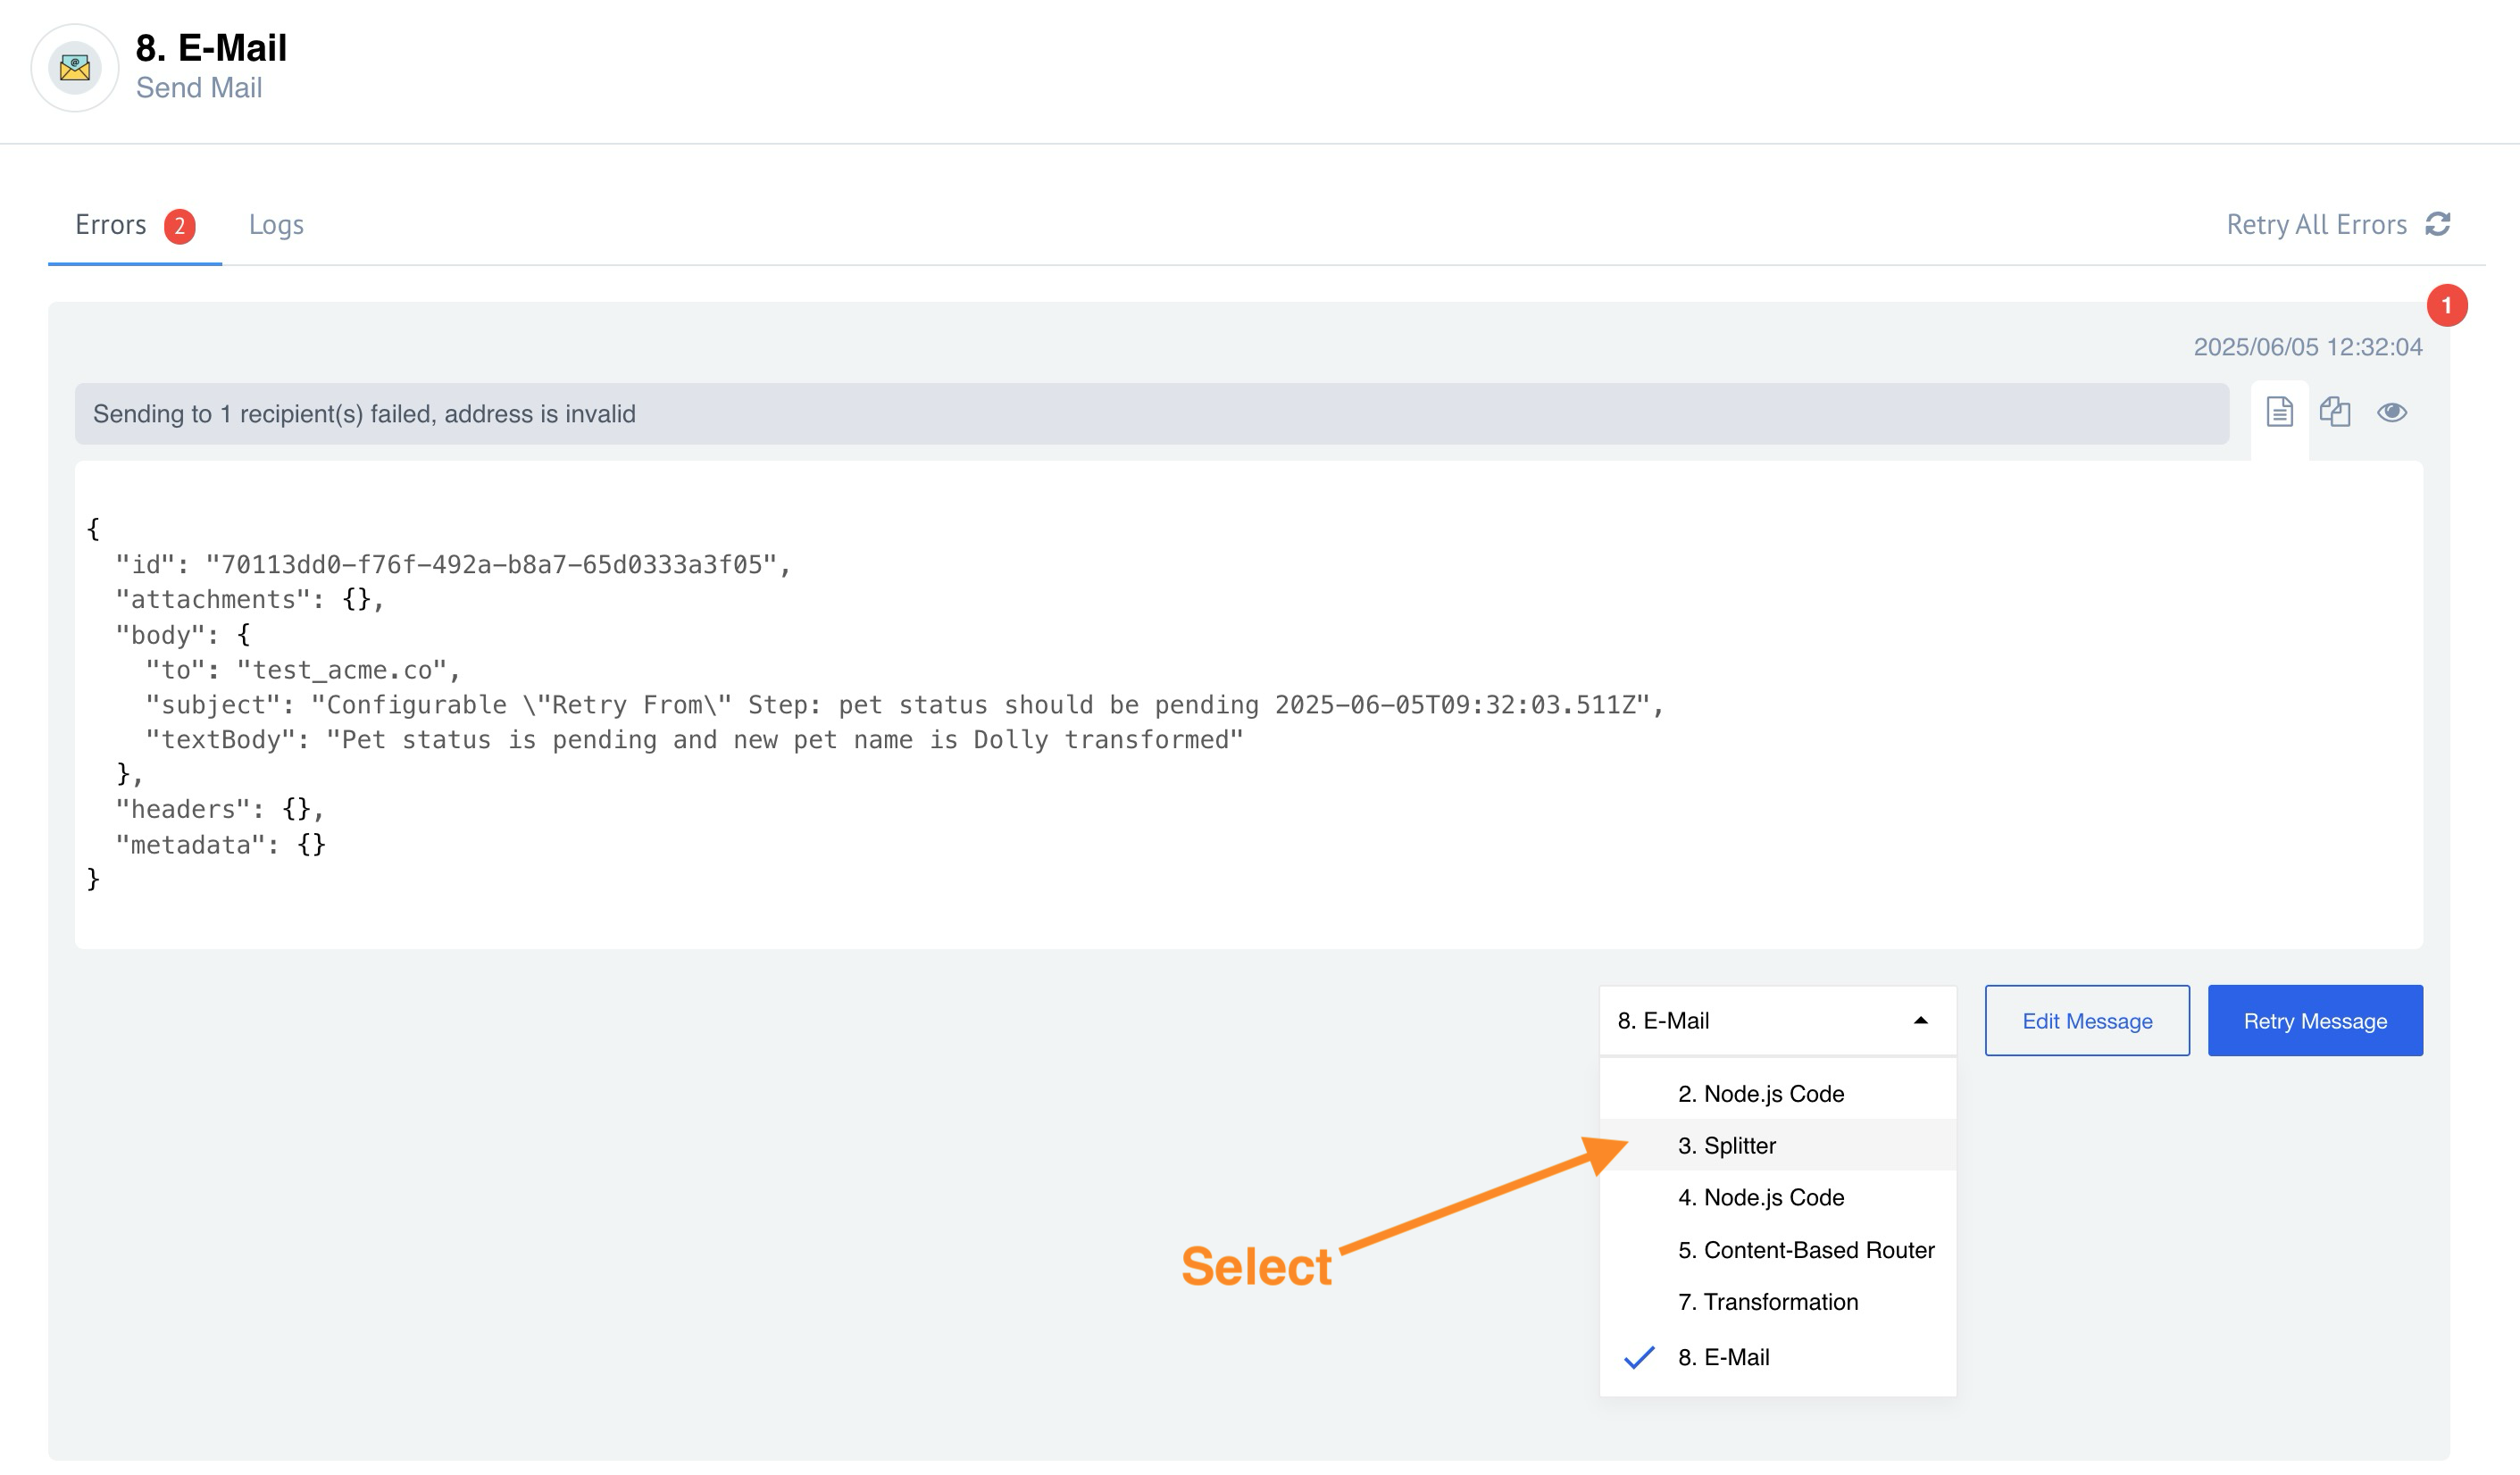 8. E-Mail
Send Mail
Errors 2 Logs Retry All Errors
1
2025/06/05 12:32:04
Sending to 1 recipient(s) failed, address is invalid
{
  "id": "70113dd0-f76f-492a-b8a7-65d0333a3f05",
  "attachments": {},
  "body": {
    "to": "test_acme.co",
    "subject": "Configurable \"Retry From\" Step: pet status should be pending 2025-06-05T09:32:03.511Z",
    "textBody": "Pet status is pending and new pet name is Dolly transformed"
  },
  "headers": {},
  "metadata": {}
}
8. E-Mail Edit Message Retry Message
2. Node.js Code
3. Splitter
4. Node.js Code
Select
5. Content-Based Router
7. Transformation
8. E-Mail